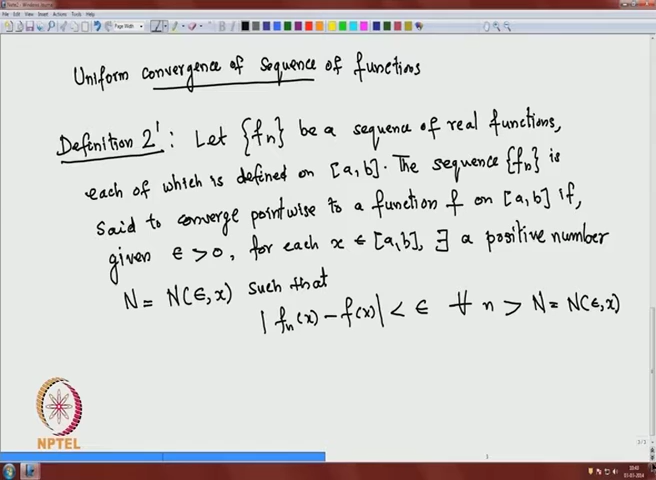 Uniform convergence of sequence of functions
Definition 2': Let {fn} be a sequence of real functions,
each of which is defined on [a,b]. The sequence {fn} is
said to converge pointwise to a function f on [a,b] if,
given ∈ > 0, for each x ∈ [a,b], ∃ a positive number
N = N(∈,x) such that
|fn(x) - f(x)| < ∈ ∀ n > N = N(∈,x)
NPTEL